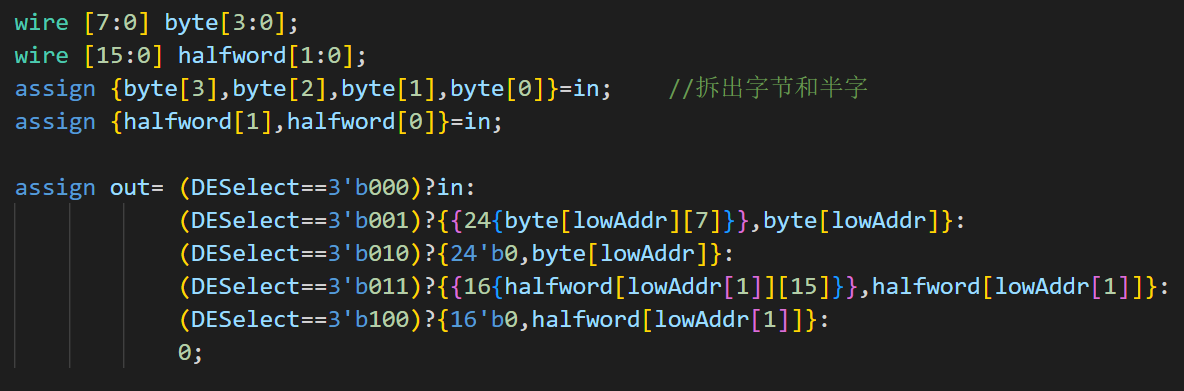 wire [7:0] byte[3:0];
wire [15:0] halfword[1:0];
assign {byte[3],byte[2],byte[1],byte[0]}=in;    //拆出字节和半字
assign {halfword[1],halfword[0]}=in;

assign out= (DESelect==3'b000)?in:
            (DESelect==3'b001)?{{24{byte[lowAddr][7]}},byte[lowAddr]}:
            (DESelect==3'b010)?{24'b0,byte[lowAddr]}:
            (DESelect==3'b011)?{{16{halfword[lowAddr[1]][15]}},halfword[lowAddr[1]]}:
            (DESelect==3'b100)?{16'b0,halfword[lowAddr[1]]}:
            0;